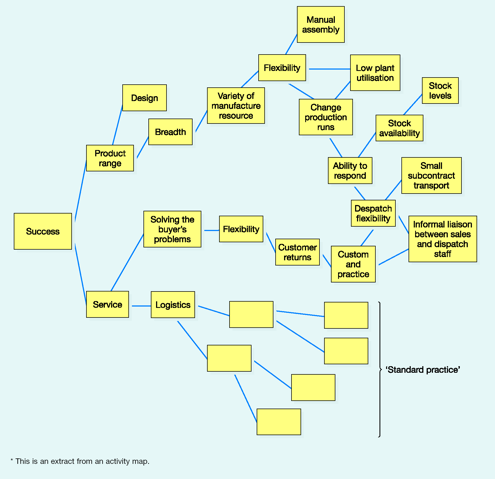 Manual
assembly
Flexibility
Low plant
utilisation
Design
Variety of
manufacture
resource
Stock
levels
Change
production
runs
Breadth
Stock
availability
Product
range
Ability to
respond
Small
subcontract
transport
Success
Solving the
buyer's
problems
Flexibility
Despatch
flexibility
Informal liaison
between sales
and dispatch
staff
Customer
returns
Custom
and
practice
Service
Logistics
‘Standard practice’
* This is an extract from an activity map.